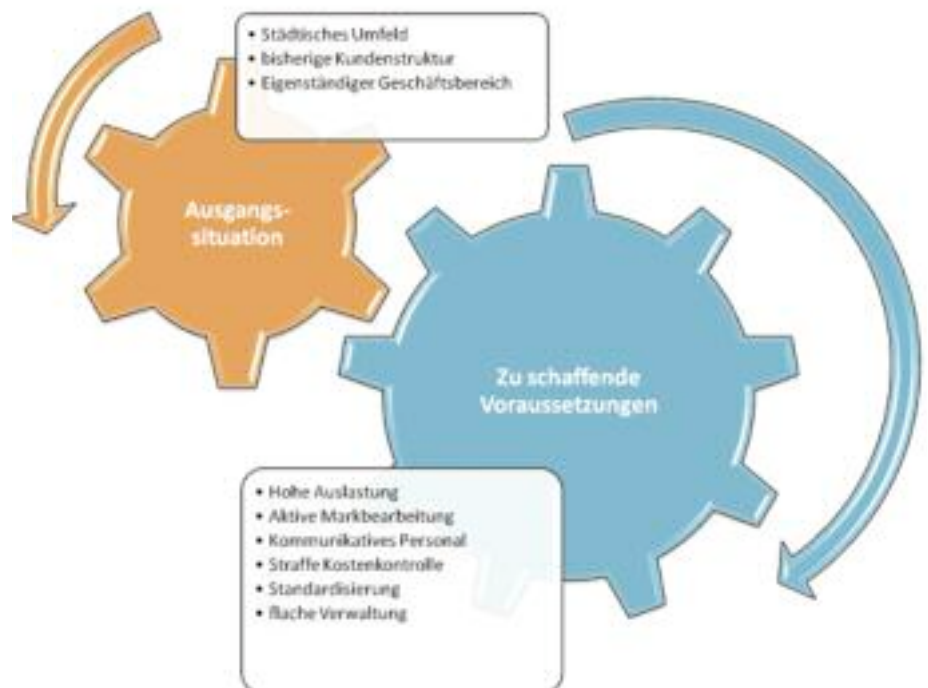 • Städtisches Umfeld
• bisherige Kundenstruktur
• Eigenständiger Geschäftsbereich
Ausgangs-
situation
Zu schaffende
Voraussetzungen
• Hohe Auslastung
• Aktive Markbearbeitung
• Kommunikatives Personal
• Straffe Kostenkontrolle
• Standardisierung
• flache Verwaltung